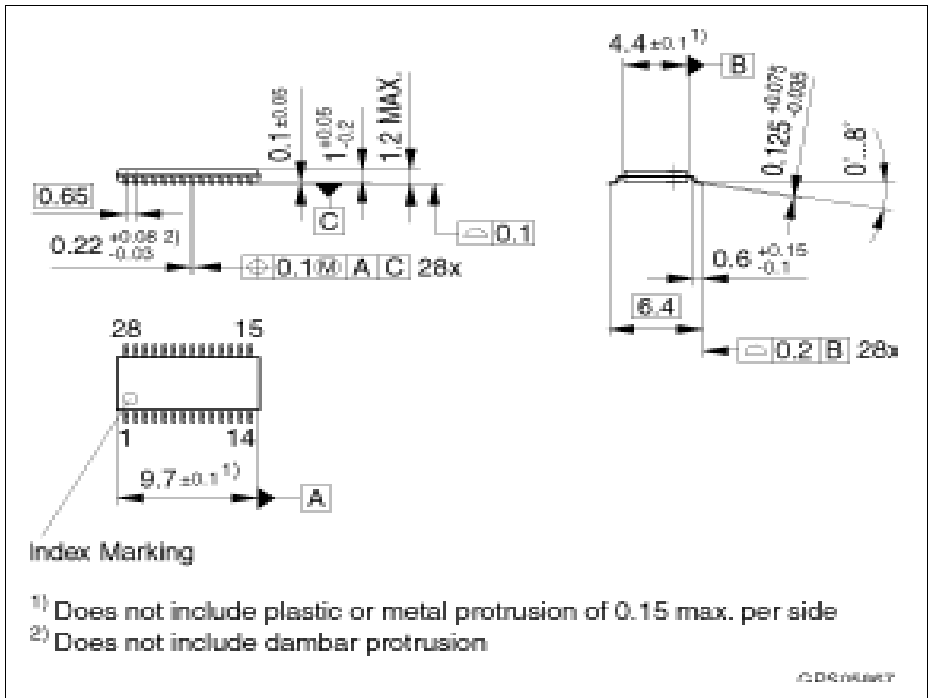 4.4 ±0.1 1)
B
0.1 ±0.05
1 +0.05 -0.2
1.2 MAX.
0.125 +0.075 -0.035
0°...8°
0.65
C
0.1
0.22 +0.08 2) -0.03
0.1 Ⓜ A C 28x
0.6 +0.15 -0.1
6.4
0.2 B 28x
28 15
1 14
9.7 ±0.1 1)
A
Index Marking
1) Does not include plastic or metal protrusion of 0.15 max. per side
2) Does not include dambar protrusion